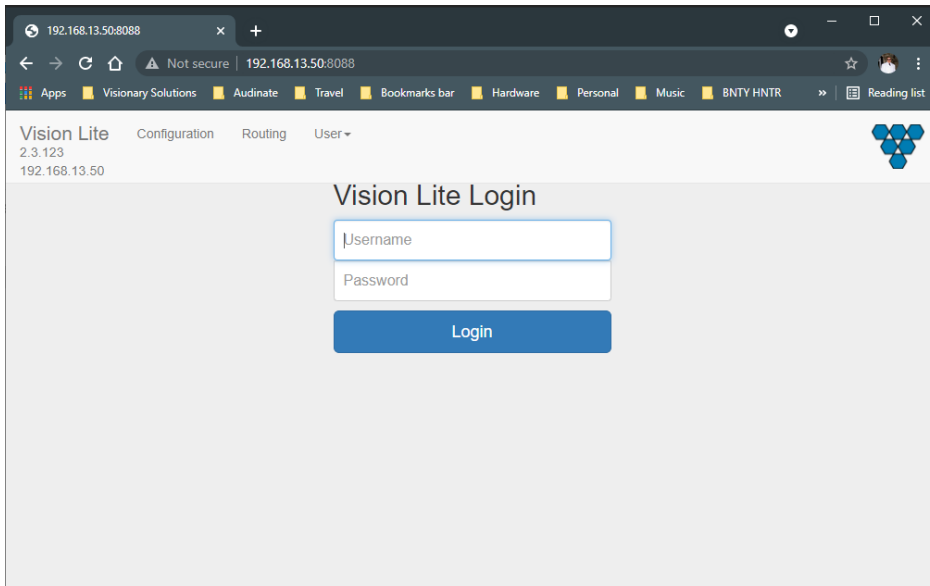 192.168.13.50:8088
Not secure | 192.168.13.50:8088
Apps Visionary Solutions Audinate Travel Bookmarks bar Hardware Personal Music BNTY HNTR » Reading list
Vision Lite Configuration Routing User
2.3.123
192.168.13.50
Vision Lite Login
Username
Password
Login